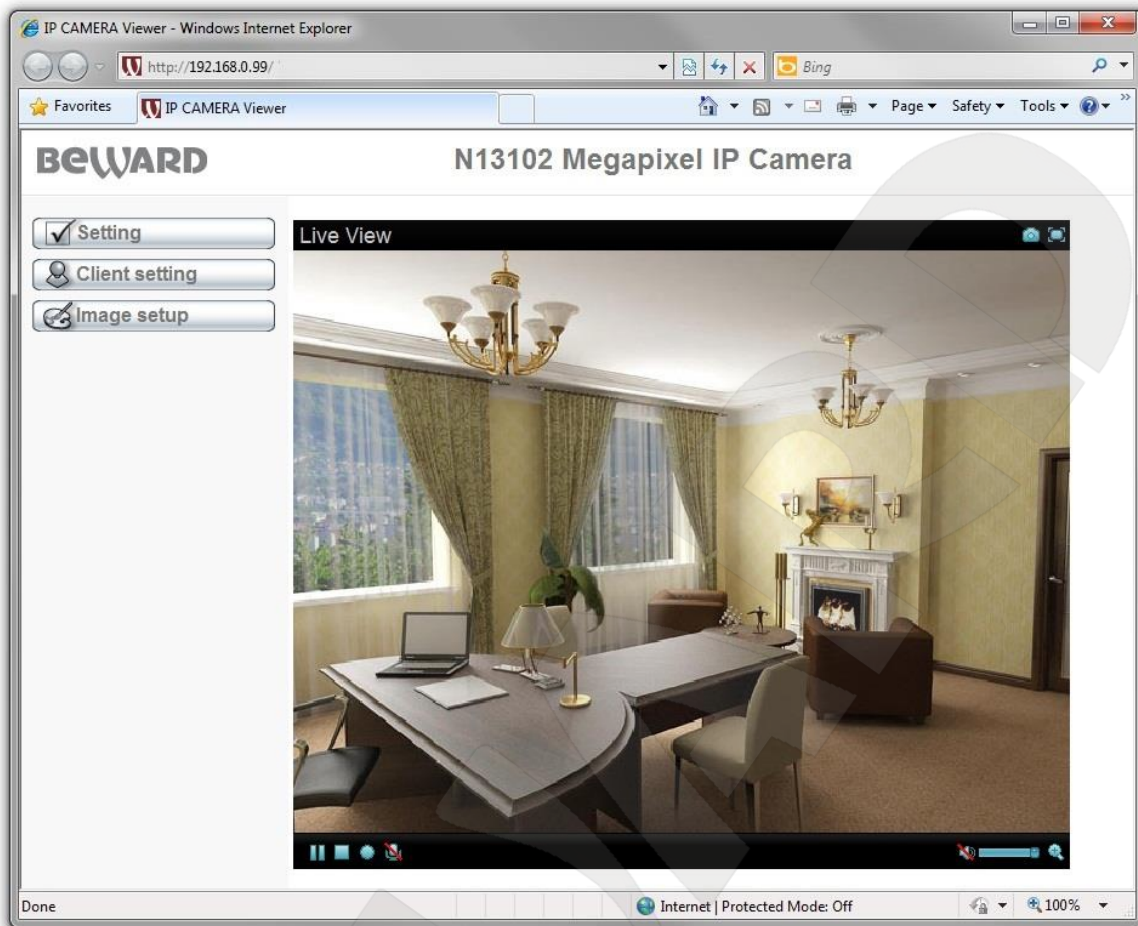 IP CAMERA Viewer - Windows Internet Explorer
http://192.168.0.99/
Bing
Favorites
IP CAMERA Viewer
Page
Safety
Tools
BEWARD
N13102 Megapixel IP Camera
Setting
Client setting
Image setup
Live View
Done
Internet | Protected Mode: Off
100%